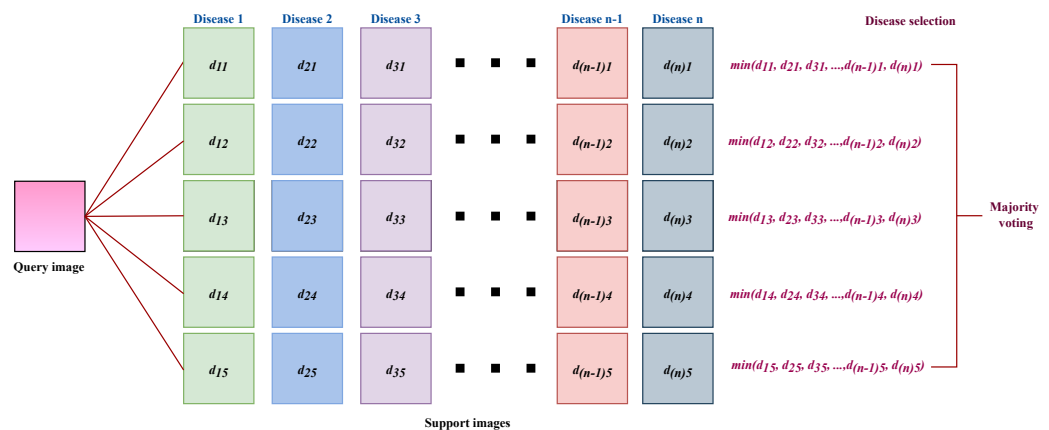 Disease 1 Disease 2 Disease 3 Disease n-1 Disease n Disease selection
d11 d21 d31 d(n-1)1 d(n)1 min(d11, d21, d31, ...,d(n-1)1, d(n)1)
d12 d22 d32 d(n-1)2 d(n)2 min(d12, d22, d32, ...,d(n-1)2, d(n)2)
d13 d23 d33 d(n-1)3 d(n)3 min(d13, d23, d33, ...,d(n-1)3, d(n)3)
Majority
voting
Query image
d14 d24 d34 d(n-1)4 d(n)4 min(d14, d24, d34, ...,d(n-1)4, d(n)4)
d15 d25 d35 d(n-1)5 d(n)5 min(d15, d25, d35, ...,d(n-1)5, d(n)5)
Support images